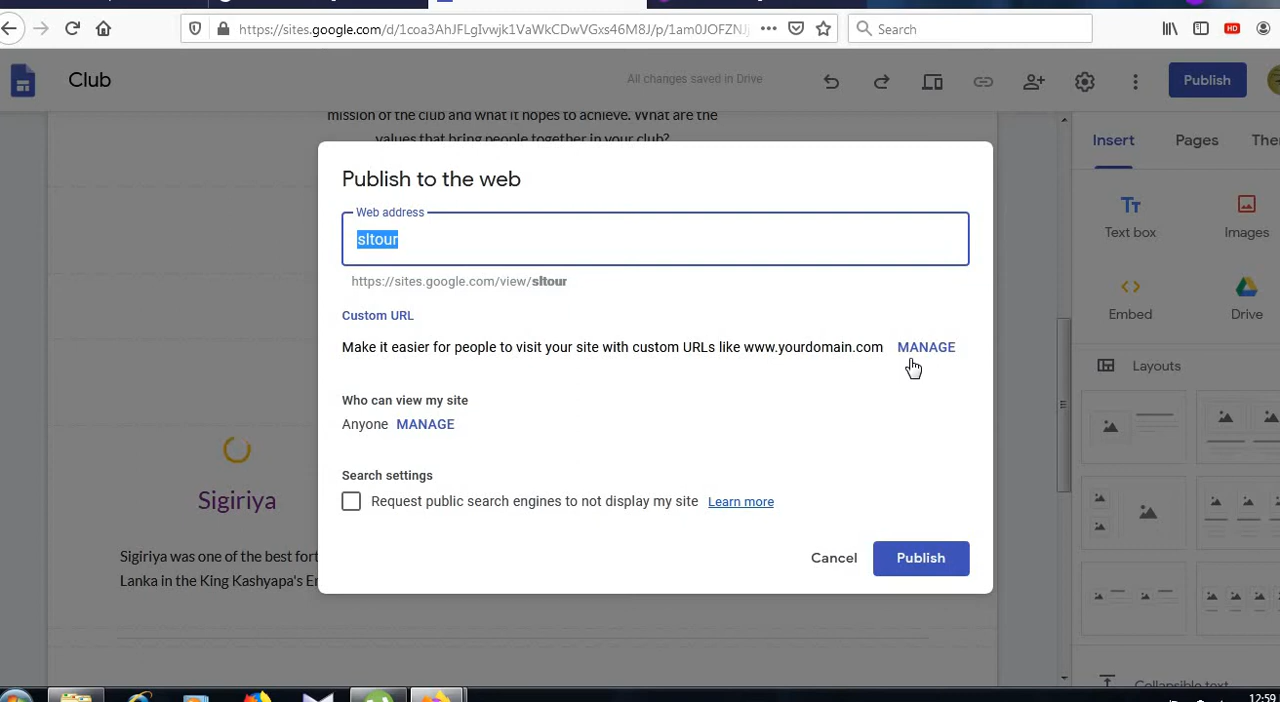 https://sites.google.com/d/1coa3AhJFLgIvwjk1VaWkCDwVGxs46M8J/p/1am0JOFZNJ
Search
Club
All changes saved in Drive
Publish
mission of the club and what it hopes to achieve. What are the
values that bring people together in your club?
Insert
Pages
Publish to the web
Web address
sltour
https://sites.google.com/view/sltour
Text box
Images
Custom URL
Embed
Drive
Make it easier for people to visit your site with custom URLs like www.yourdomain.com MANAGE
Layouts
Who can view my site
Anyone MANAGE
Search settings
Request public search engines to not display my site Learn more
Sigiriya
Sigiriya was one of the best
Lanka in the King Kashyapa's
Cancel
Publish
Collapsible text
12:59